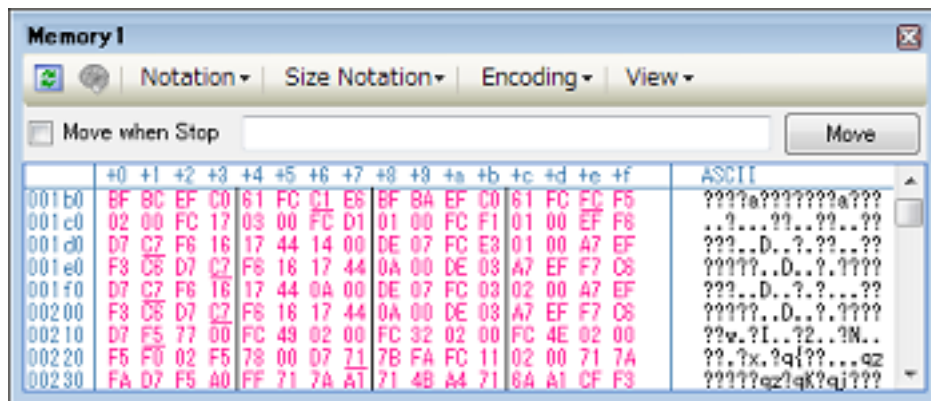 Memory1
Notation Size Notation Encoding View
Move when Stop Move
+0 +1 +2 +3 +4 +5 +6 +7 +8 +9 +a +b +c +d +e +f ASCII
001b0 BF BC EF C0 61 FC C1 E6 BF BA EF C0 61 FC FC F5 ????a???????a???
001c0 02 00 FC 17 03 00 FC D1 01 00 FC F1 01 00 EF F6 ..?...??..??..??
001d0 D7 C7 F6 16 17 44 14 00 DE 07 FC E3 01 00 A7 EF ???..D..?.??..??
001e0 F3 C6 D7 C7 F6 16 17 44 0A 00 DE 03 A7 EF F7 C6 ?????..D..?.????
001f0 D7 C7 F6 16 17 44 0A 00 DE 07 FC 03 02 00 A7 EF ???..D..?.?...??
00200 F3 C6 D7 C7 F6 16 17 44 0A 00 DE 03 A7 EF F7 C6 ?????..D..?.????
00210 D7 F5 77 00 FC 49 02 00 FC 32 02 00 FC 4E 02 00 ??w.?I..?2..?N..
00220 F5 F0 02 F5 78 00 D7 71 7B FA FC 11 02 00 71 7A ??.?x.?q{??...qz
00230 FA D7 F5 A0 FF 71 7A A1 71 4B A4 71 6A A1 CF F3 ?????qz?qK?qj???